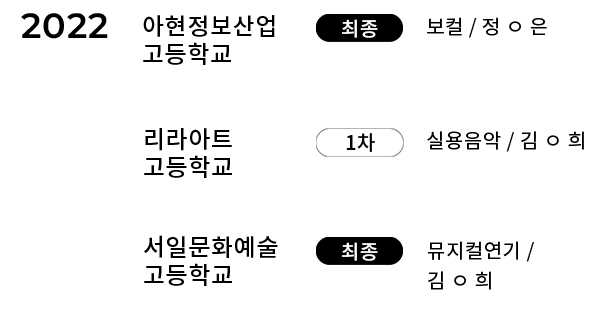 2022 아현정보산업 최종 보컬 / 정 ㅇ 은
고등학교
리라아트 1차 실용음악 / 김 ㅇ 희
고등학교
서일문화예술 최종 뮤지컬연기 /
고등학교 김 ㅇ 희